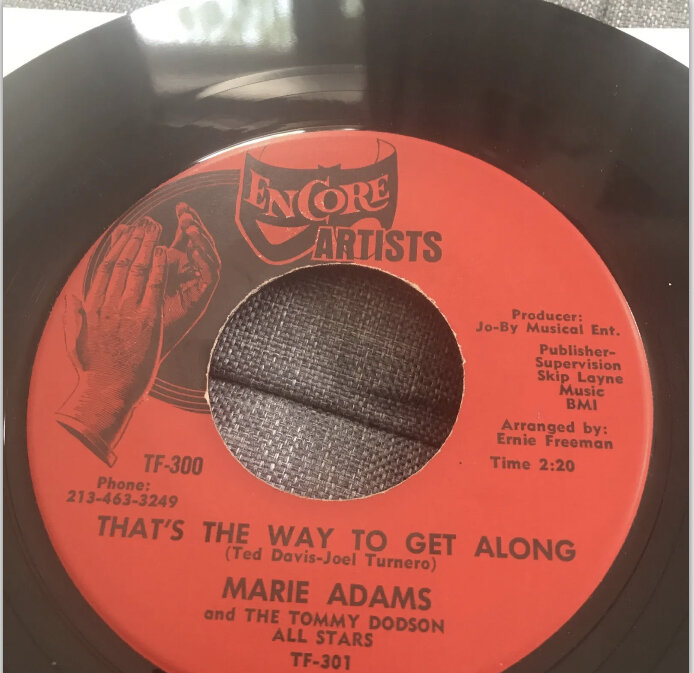 ENCORE
ARTISTS
Producer:
Jo-By Musical Ent.
Publisher-
Supervision
Skip Layne
Music
BMI
Arranged by:
Ernie Freeman
Time 2:20
TF-300
Phone:
213-463-3249
THAT'S THE WAY TO GET ALONG
(Ted Davis-Joel Turnero)
MARIE ADAMS
and THE TOMMY DODSON
ALL STARS
TF-301